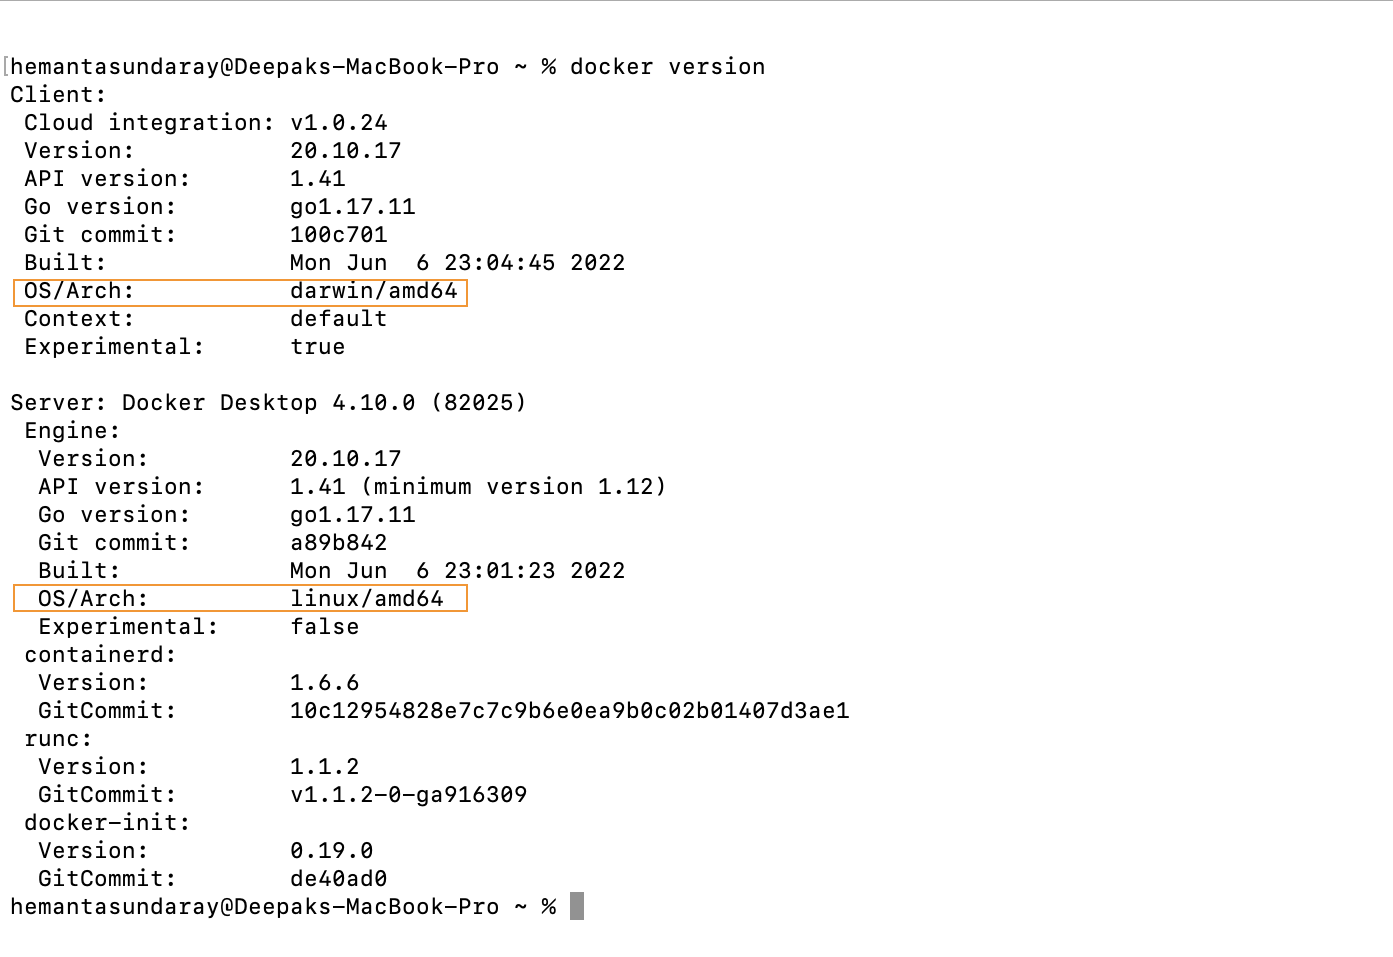 [hemantasundaray@Deepaks-MacBook-Pro ~ % docker version
Client:
 Cloud integration: v1.0.24
 Version:           20.10.17
 API version:       1.41
 Go version:        go1.17.11
 Git commit:        100c701
 Built:             Mon Jun  6 23:04:45 2022
 OS/Arch:           darwin/amd64
 Context:           default
 Experimental:      true

Server: Docker Desktop 4.10.0 (82025)
 Engine:
  Version:          20.10.17
  API version:      1.41 (minimum version 1.12)
  Go version:       go1.17.11
  Git commit:       a89b842
  Built:            Mon Jun  6 23:01:23 2022
  OS/Arch:          linux/amd64
  Experimental:     false
 containerd:
  Version:          1.6.6
  GitCommit:        10c12954828e7c7c9b6e0ea9b0c02b01407d3ae1
 runc:
  Version:          1.1.2
  GitCommit:        v1.1.2-0-ga916309
 docker-init:
  Version:          0.19.0
  GitCommit:        de40ad0
hemantasundaray@Deepaks-MacBook-Pro ~ %